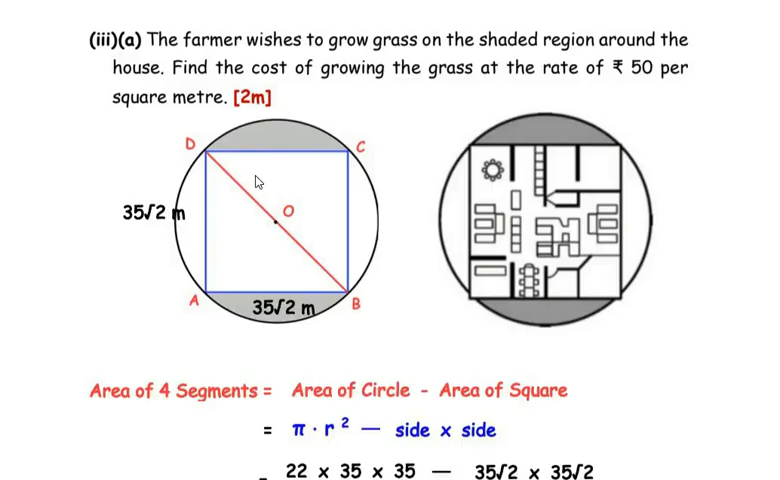 (iii)(a) The farmer wishes to grow grass on the shaded region around the
house. Find the cost of growing the grass at the rate of ₹ 50 per
square metre. [2m]
D
C
35√2 m
O
A
35√2 m
B
Area of 4 Segments = Area of Circle - Area of Square
= π · r² — side x side
= 22 x 35 x 35 — 35√2 x 35√2